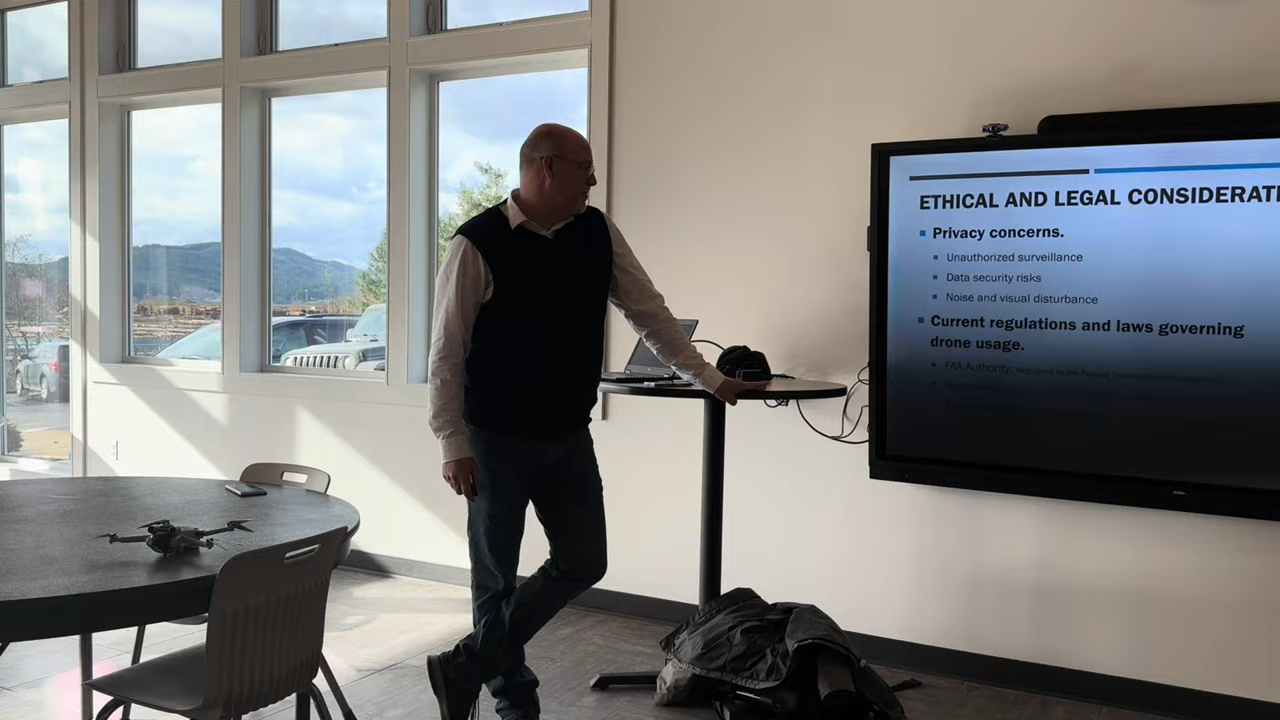 ETHICAL AND LEGAL CONSIDERATI
Privacy concerns.
Unauthorized surveillance
Data security risks
Noise and visual disturbance
Current regulations and laws governing
drone usage.
FAA Authority: